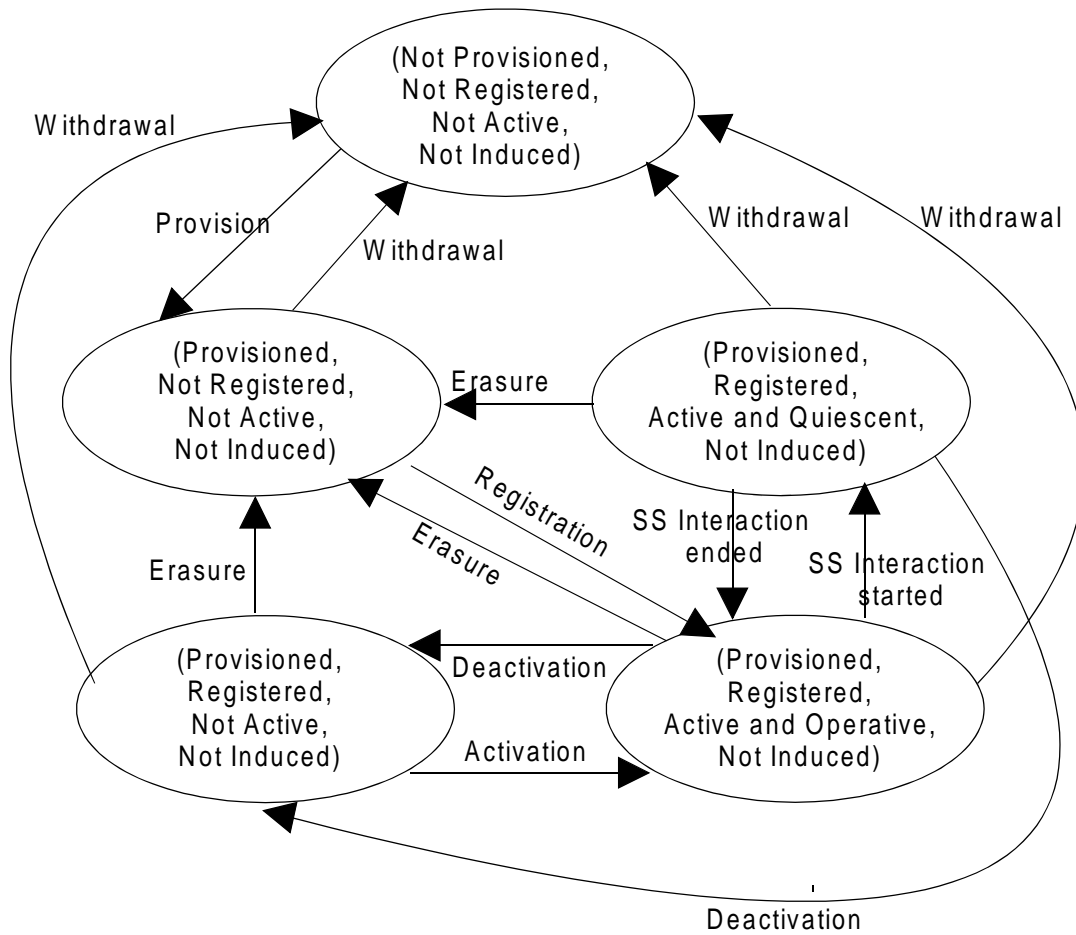 (Not Provisioned,
Not Registered,
Not Active,
Not Induced)
Withdrawal
Provision
Withdrawal
Withdrawal
Withdrawal
(Provisioned,
Not Registered,
Not Active,
Not Induced)
Erasure
(Provisioned,
Registered,
Active and Quiescent,
Not Induced)
Registration
Erasure
SS Interaction
ended
SS Interaction
started
Erasure
(Provisioned,
Registered,
Not Active,
Not Induced)
Deactivation
Activation
(Provisioned,
Registered,
Active and Operative,
Not Induced)
Deactivation